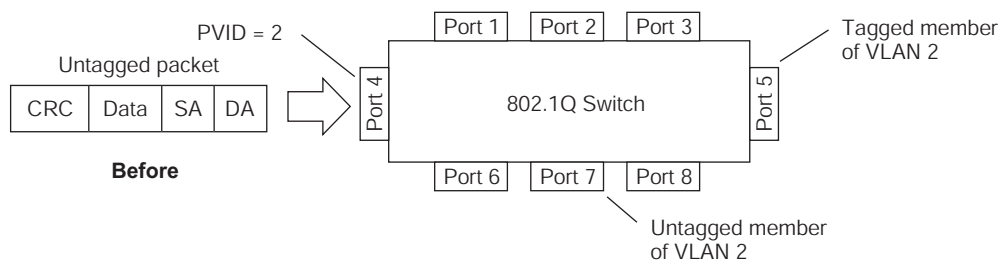 Port 1
Port 2
Port 3
Tagged member
of VLAN 2
PVID = 2
Untagged packet
CRC
Data
SA
DA
Port 4
802.1Q Switch
Port 5
Before
Port 6
Port 7
Port 8
Untagged member
of VLAN 2